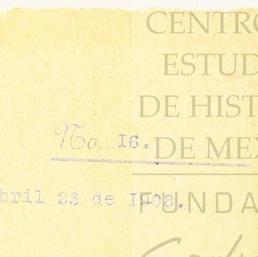 CENTRO
ESTUD
DE HIST
No. 16.
DE MEX
bril 23 de 1908.
FUNDA